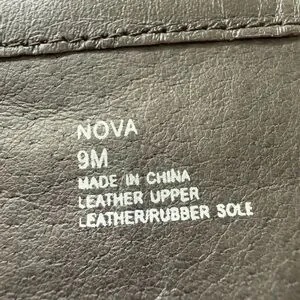 NOVA
9M
MADE IN CHINA
LEATHER UPPER
LEATHER/RUBBER SOLE